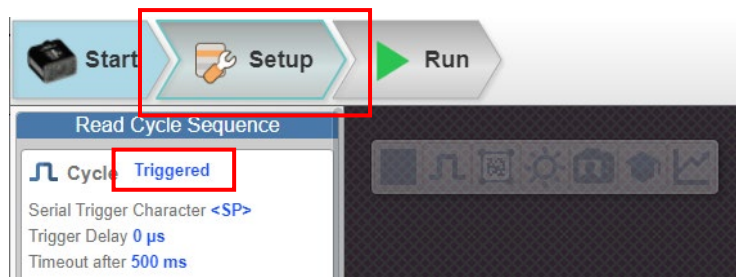 Start
Setup
Run
Read Cycle Sequence
Cycle Triggered
Serial Trigger Character <SP>
Trigger Delay 0 µs
Timeout after 500 ms